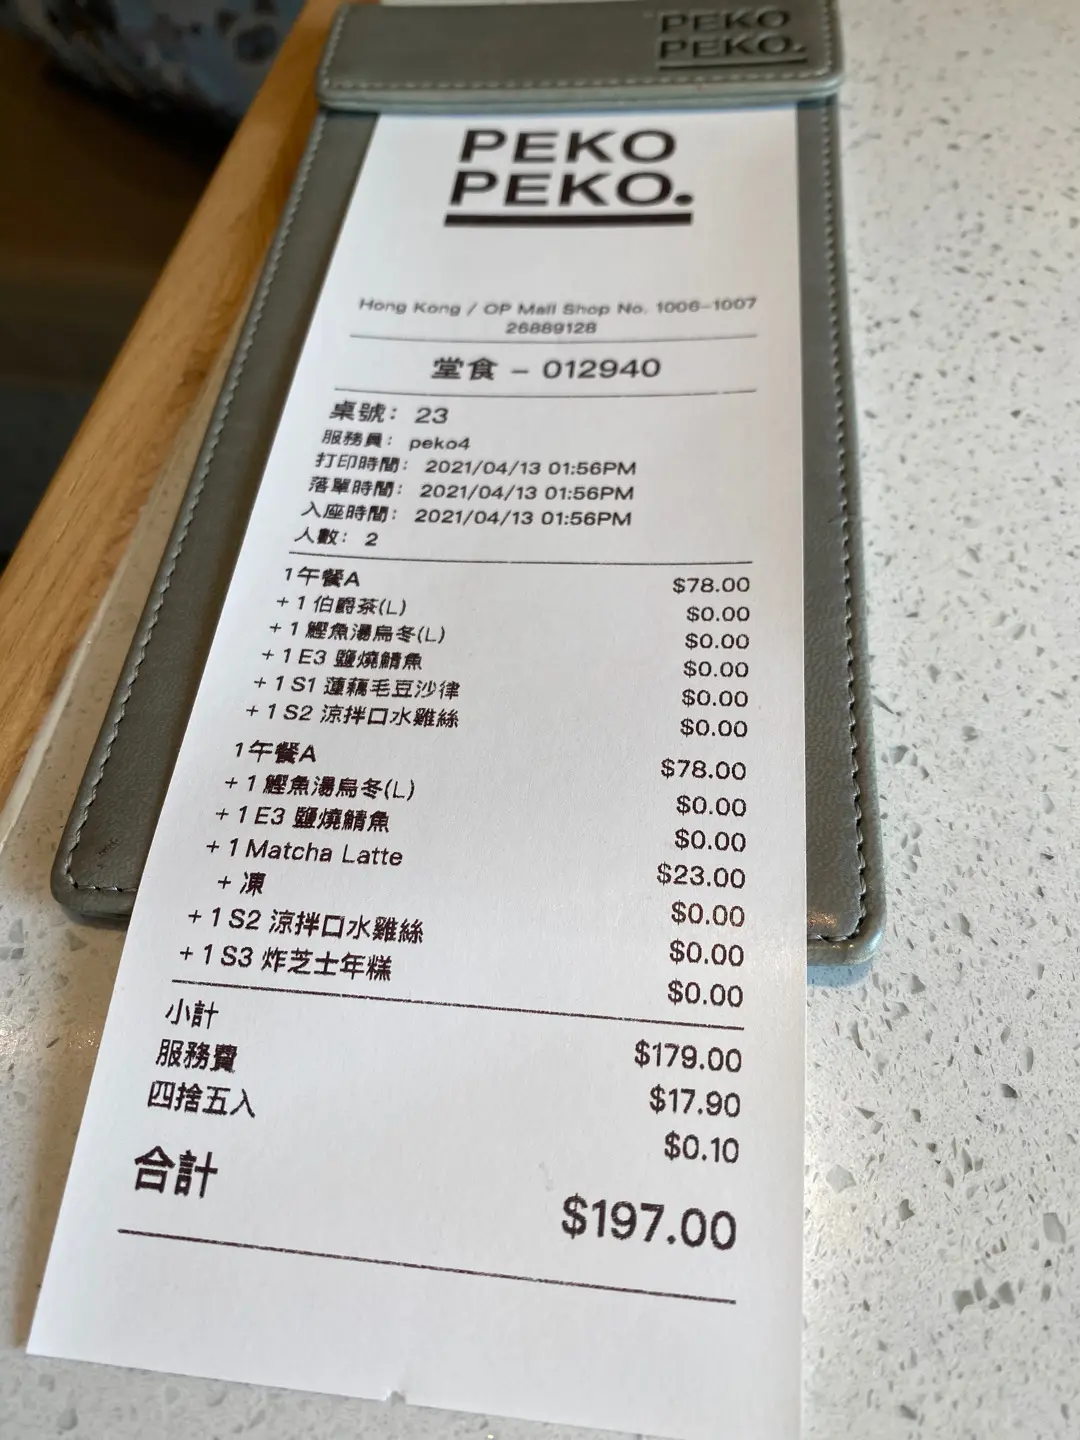 PEKO
PEKO.
PEKO
PEKO.
Hong Kong / OP Mall Shop No. 1006-1007
26889128
堂食 - 012940
桌號： 23
服務員： peko4
打印時間： 2021/04/13 01:56PM
落單時間： 2021/04/13 01:56PM
入座時間： 2021/04/13 01:56PM
人數： 2
1 午餐A $78.00
+ 1 伯爵茶(L) $0.00
+ 1 鰹魚湯烏冬(L) $0.00
+ 1 E3 鹽燒鯖魚 $0.00
+ 1 S1 蓮藕毛豆沙律 $0.00
+ 1 S2 涼拌口水雞絲 $0.00
1 午餐A $78.00
+ 1 鰹魚湯烏冬(L) $0.00
+ 1 E3 鹽燒鯖魚 $0.00
+ 1 Matcha Latte $23.00
+ 凍 $0.00
+ 1 S2 涼拌口水雞絲 $0.00
+ 1 S3 炸芝士年糕 $0.00
小計 $179.00
服務費 $17.90
四捨五入 $0.10
合計 $197.00